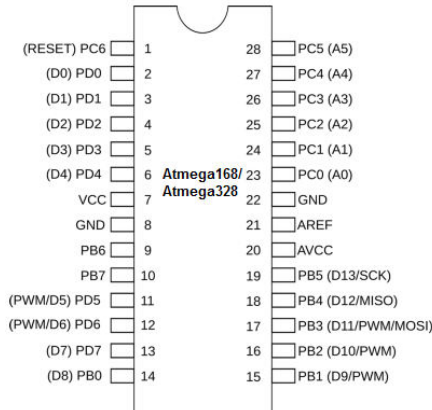 (RESET) PC6 1 28 PC5 (A5)
(D0) PD0 2 27 PC4 (A4)
(D1) PD1 3 26 PC3 (A3)
(D2) PD2 4 25 PC2 (A2)
(D3) PD3 5 24 PC1 (A1)
(D4) PD4 6 Atmega168/ 23 PC0 (A0)
VCC 7 Atmega328 22 GND
GND 8 21 AREF
PB6 9 20 AVCC
PB7 10 19 PB5 (D13/SCK)
(PWM/D5) PD5 11 18 PB4 (D12/MISO)
(PWM/D6) PD6 12 17 PB3 (D11/PWM/MOSI)
(D7) PD7 13 16 PB2 (D10/PWM)
(D8) PB0 14 15 PB1 (D9/PWM)